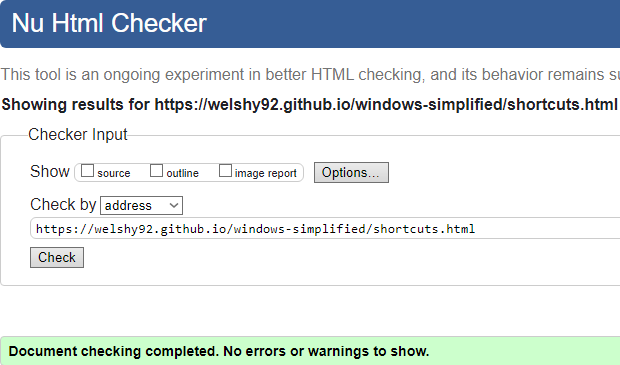 Nu Html Checker
This tool is an ongoing experiment in better HTML checking, and its behavior remains su
Showing results for https://welshy92.github.io/windows-simplified/shortcuts.html
Checker Input
Show source outline image report Options...
Check by address
https://welshy92.github.io/windows-simplified/shortcuts.html
Check
Document checking completed. No errors or warnings to show.